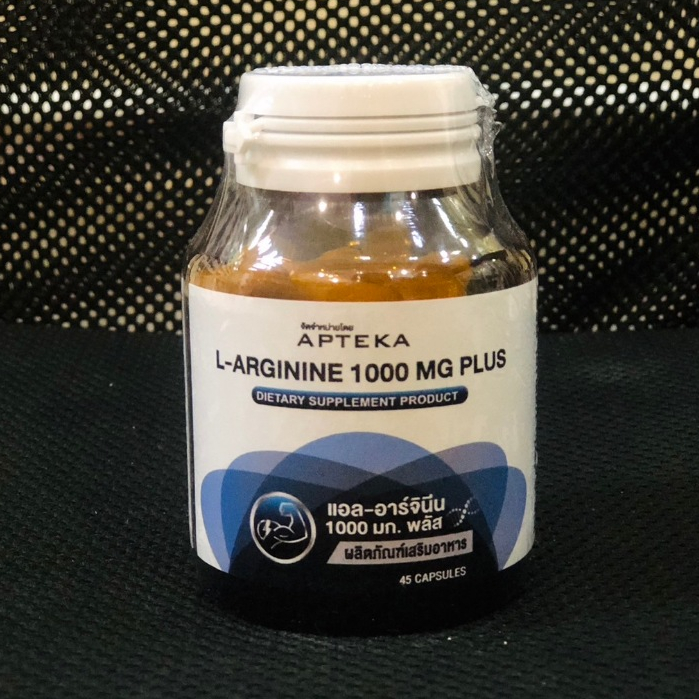 จัดจำหน่ายโดย
APTEKA
L-ARGININE 1000 MG PLUS
DIETARY SUPPLEMENT PRODUCT
แอล-อาร์จินีน
1000 มก. พลัส
ผลิตภัณฑ์เสริมอาหาร
45 CAPSULES